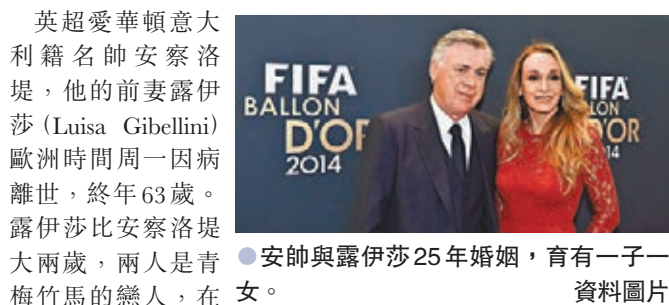 英超愛華頓意大
利籍名帥安察洛
堤，他的前妻露伊
莎(Luisa Gibellini)
歐洲時間周一因病
離世，終年63歲。
露伊莎比安察洛堤
大兩歲，兩人是青
梅竹馬的戀人，在
FIFA
BALLON
D'OR
2014
FIFA
LON
D'OR
14
●安帥與露伊莎25年婚姻，育有一子一
女。 資料圖片